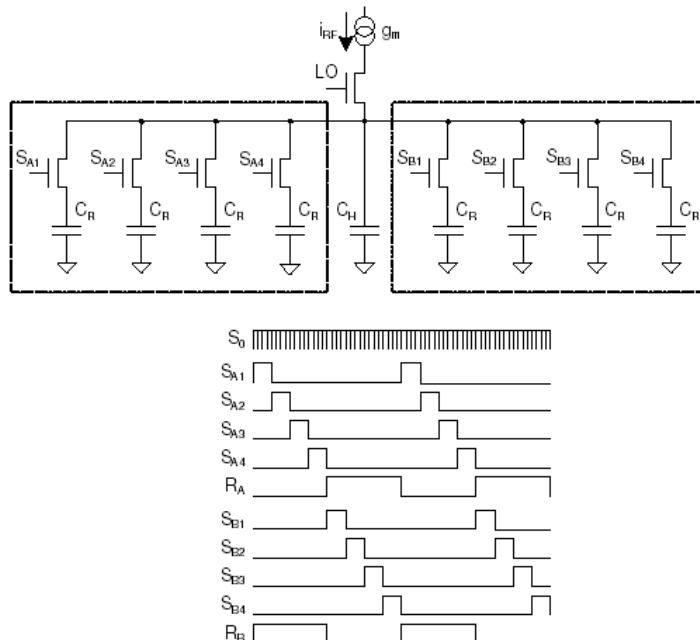 i_RF g_m
LO
S_A1 S_A2 S_A3 S_A4 S_B1 S_B2 S_B3 S_B4
C_R C_R C_R C_R C_H C_R C_R C_R C_R
S_0
S_A1
S_A2
S_A3
S_A4
R_A
S_B1
S_B2
S_B3
S_B4
R_B